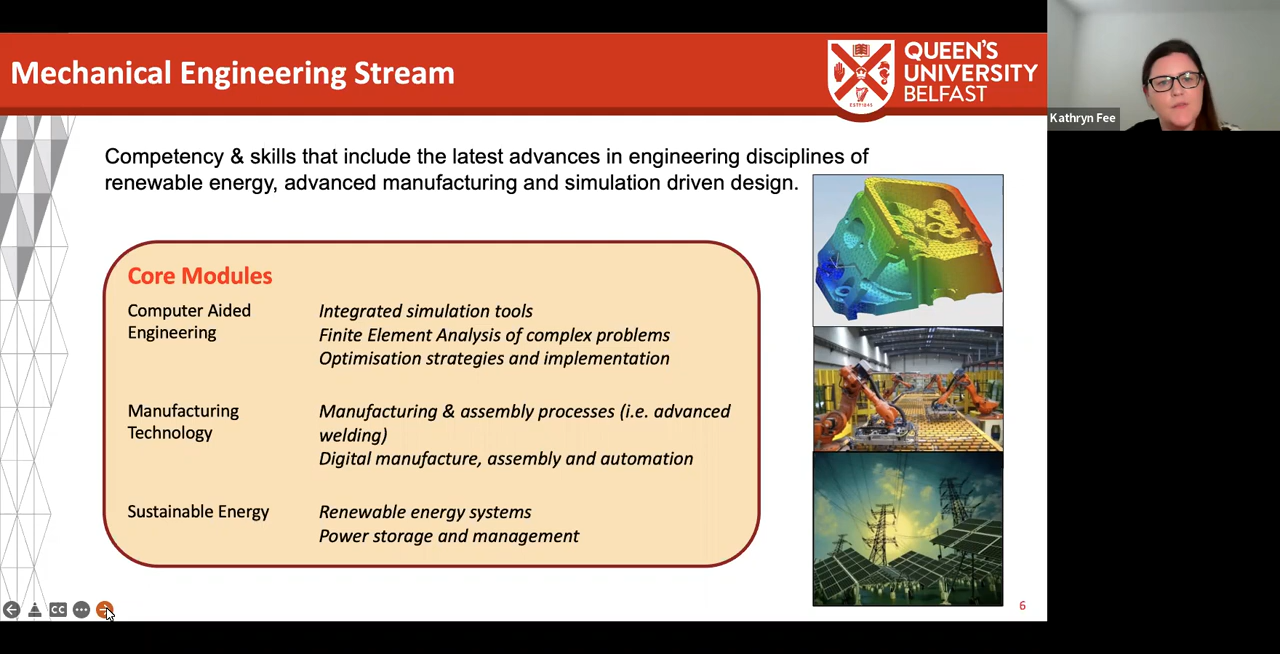 Mechanical Engineering Stream
QUEEN'S
UNIVERSITY
BELFAST
ESTD1845
Kathryn Fee
Competency & skills that include the latest advances in engineering disciplines of
renewable energy, advanced manufacturing and simulation driven design.
Core Modules
Computer Aided
Engineering
Integrated simulation tools
Finite Element Analysis of complex problems
Optimisation strategies and implementation
Manufacturing
Technology
Manufacturing & assembly processes (i.e. advanced
welding)
Digital manufacture, assembly and automation
Sustainable Energy
Renewable energy systems
Power storage and management
CC
6